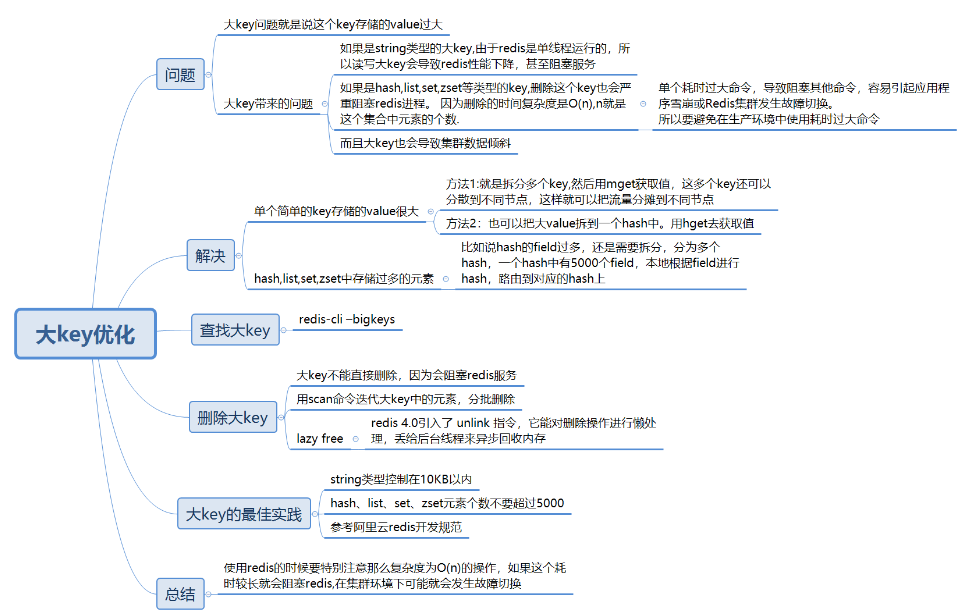 大key优化
问题
大key问题就是说这个key存储的value过大
大key带来的问题
如果是string类型的大key,由于redis是单线程运行的，所
以读写大key会导致redis性能下降，甚至阻塞服务
如果是hash,list,set,zset等类型的key,删除这个key也会严
重阻塞redis进程。 因为删除的时间复杂度是O(n),n就是
这个集合中元素的个数.
单个耗时过大命令，导致阻塞其他命令，容易引起应用程
序雪崩或Redis集群发生故障切换。
所以要避免在生产环境中使用耗时过大命令
而且大key也会导致集群数据倾斜
解决
单个简单的key存储的value很大
方法1:就是拆分多个key,然后用mget获取值，这多个key还可以
分散到不同节点，这样就可以把流量分摊到不同节点
方法2：也可以把大value拆到一个hash中。用hget去获取值
hash,list,set,zset中存储过多的元素
比如说hash的field过多，还是需要拆分，分为多个
hash，一个hash中有5000个field，本地根据field进行
hash，路由到对应的hash上
查找大key
redis-cli –bigkeys
删除大key
大key不能直接删除，因为会阻塞redis服务
用scan命令迭代大key中的元素，分批删除
lazy free
redis 4.0引入了 unlink 指令，它能对删除操作进行懒处
理，丢给后台线程来异步回收内存
大key的最佳实践
string类型控制在10KB以内
hash、list、set、zset元素个数不要超过5000
参考阿里云redis开发规范
总结
使用redis的时候要特别注意那么复杂度为O(n)的操作，如果这个耗
时较长就会阻塞redis,在集群环境下可能就会发生故障切换